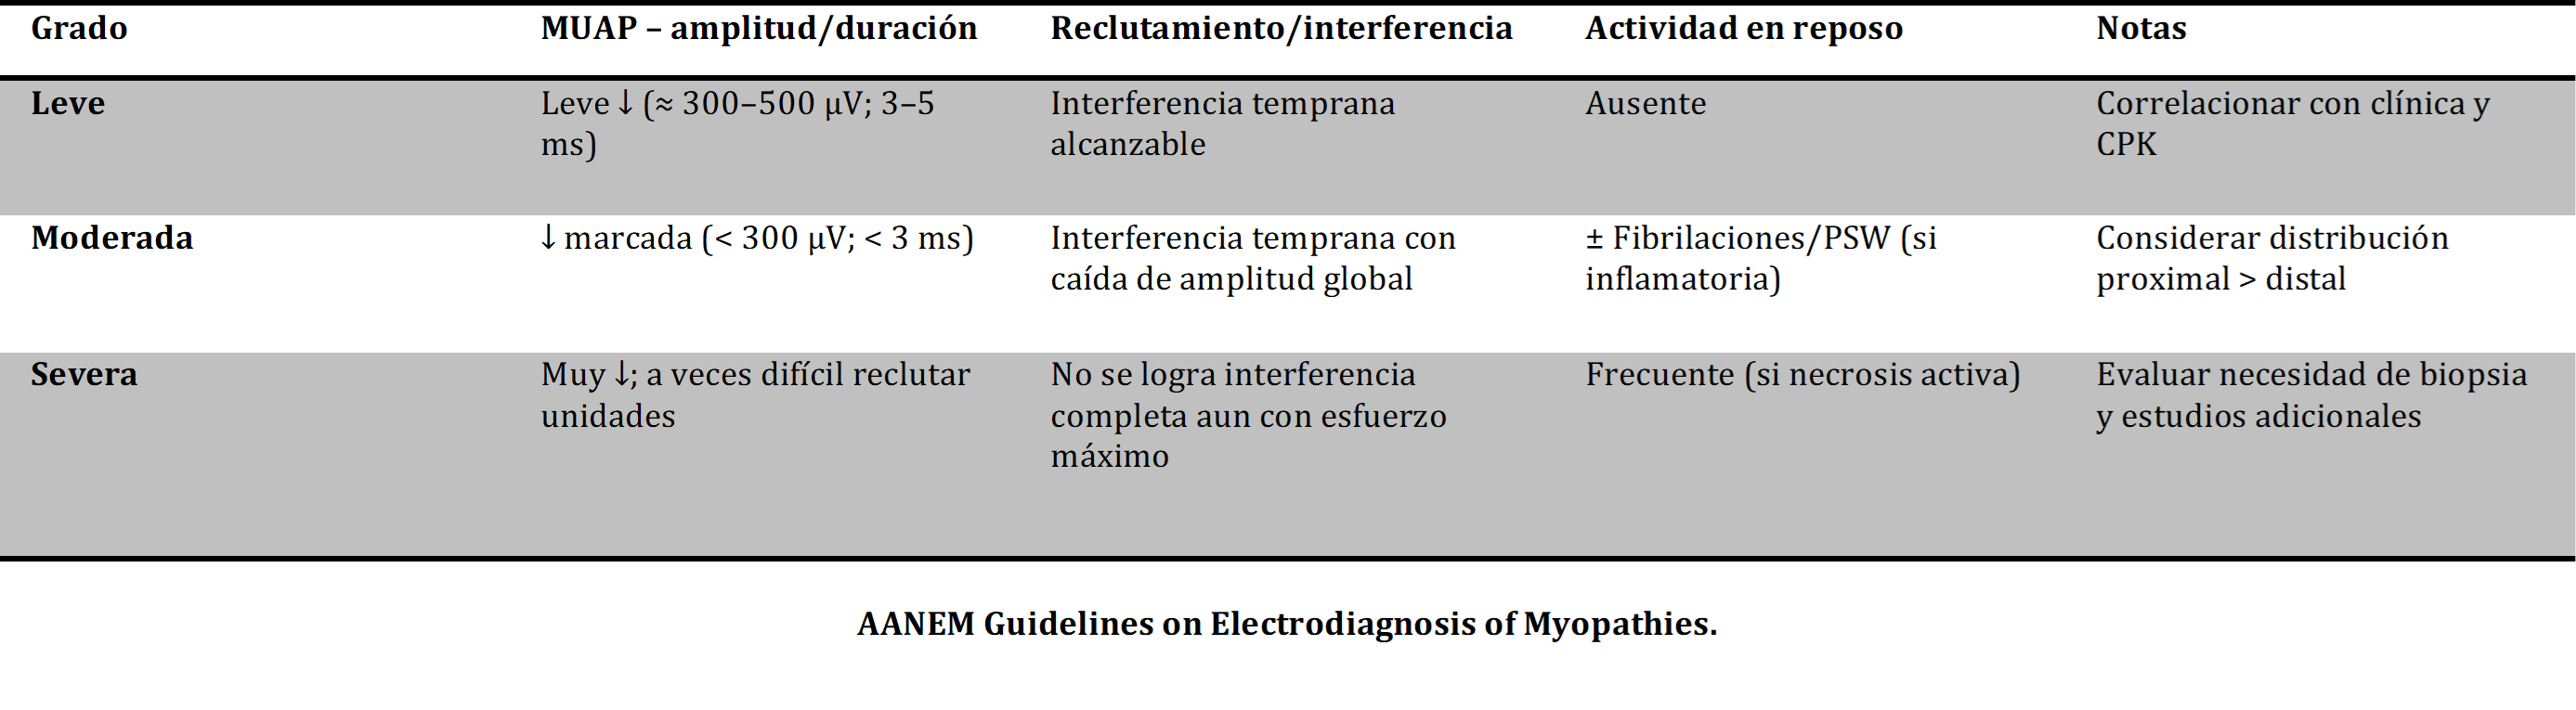 Grado MUAP – amplitud/duración Reclutamiento/interferencia Actividad en reposo Notas
Leve Leve ↓ (≈ 300–500 µV; 3–5 Interferencia temprana Ausente Correlacionar con clínica y
ms) alcanzable CPK
Moderada ↓ marcada (< 300 µV; < 3 ms) Interferencia temprana con ± Fibrilaciones/PSW (si Considerar distribución
caída de amplitud global inflamatoria) proximal > distal
Severa Muy ↓; a veces difícil reclutar No se logra interferencia Frecuente (si necrosis activa) Evaluar necesidad de biopsia
unidades completa aun con esfuerzo y estudios adicionales
máximo
AANEM Guidelines on Electrodiagnosis of Myopathies.